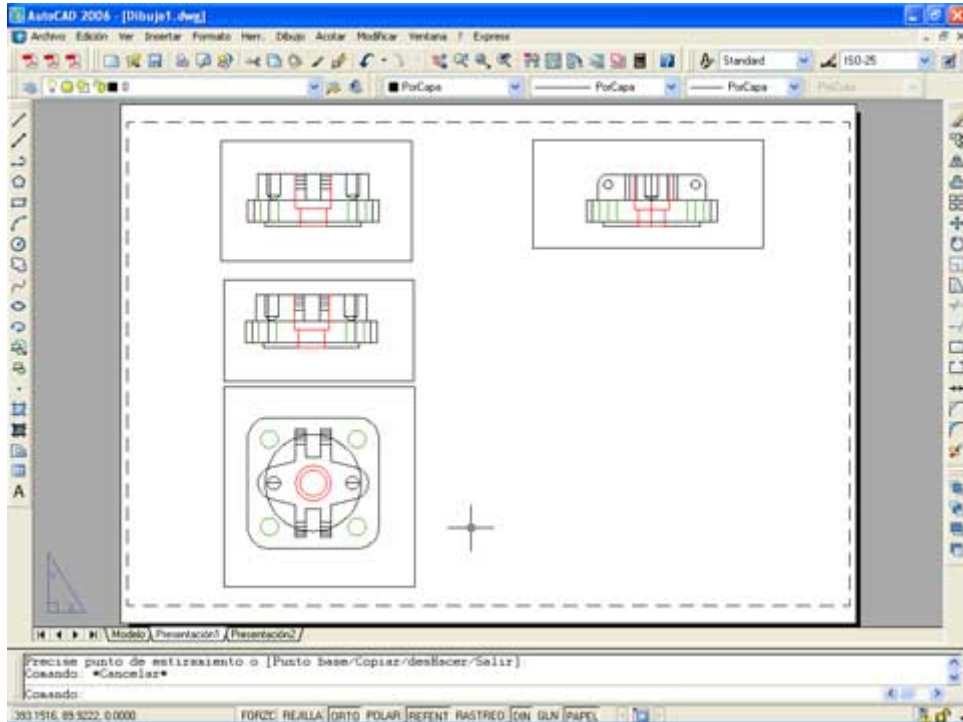 AutoCAD 2006 - [Dibujo1.dwg]
Archivo Edición Ver Insertar Formato Herr. Dibujo Acotar Modificar Ventana ? Express
Standard ISO-25
0 PorCapa PorCapa PorCapa PorColor
A
Modelo Presentación1 Presentación2
Precise punto de estiramiento o [Punto base/Copiar/desHacer/Salir]
Comando: *Cancelar*
Comando:
393.1516, 89.9222, 0.0000 FORZC REJILLA ORTO POLAR REFENT RASTREO DIN GLN PAPEL